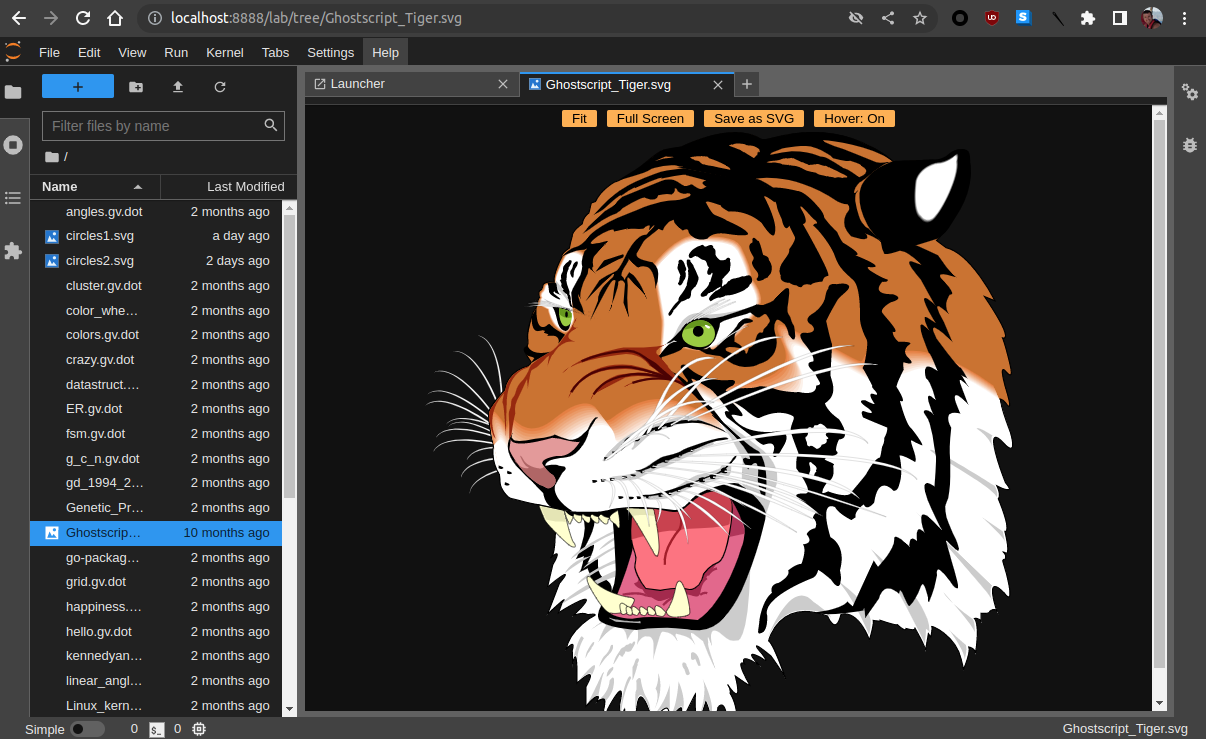 localhost:8888/lab/tree/Ghostscript_Tiger.svg
File Edit View Run Kernel Tabs Settings Help
+
Launcher
Ghostscript_Tiger.svg
Filter files by name
/
Name Last Modified
angles.gv.dot 2 months ago
circles1.svg a day ago
circles2.svg 2 days ago
cluster.gv.dot 2 months ago
color_whe… 2 months ago
colors.gv.dot 2 months ago
crazy.gv.dot 2 months ago
datastruct.… 2 months ago
ER.gv.dot 2 months ago
fsm.gv.dot 2 months ago
g_c_n.gv.dot 2 months ago
gd_1994_2… 2 months ago
Genetic_Pr… 2 months ago
Ghostscrip… 10 months ago
go-packag… 2 months ago
grid.gv.dot 2 months ago
happiness.… 2 months ago
hello.gv.dot 2 months ago
kennedyan… 2 months ago
linear_angl… 2 months ago
Linux_kern… 2 months ago
Fit Full Screen Save as SVG Hover: On
Simple 0 $_ 0
Ghostscript_Tiger.svg